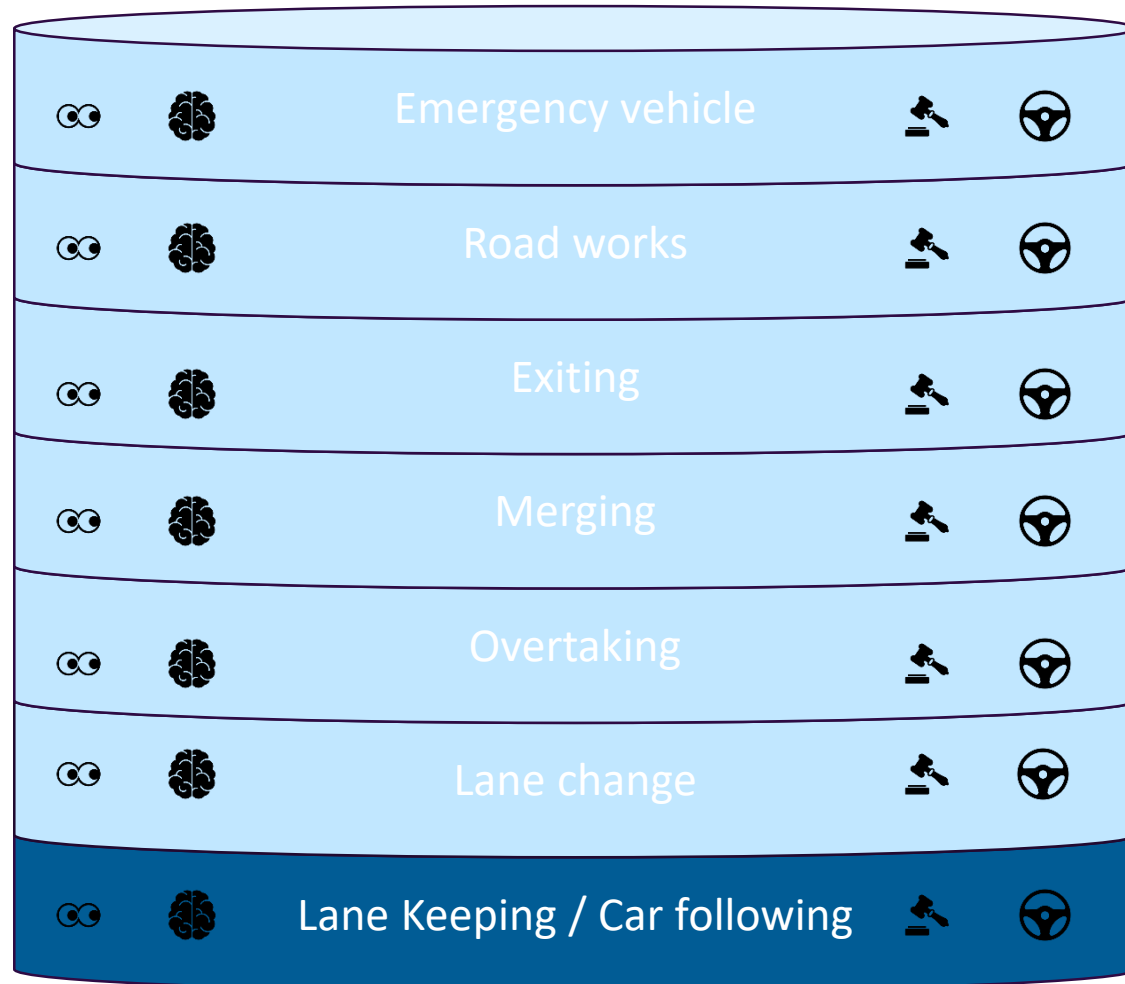 Emergency vehicle
Road works
Exiting
Merging
Overtaking
Lane change
Lane Keeping / Car following